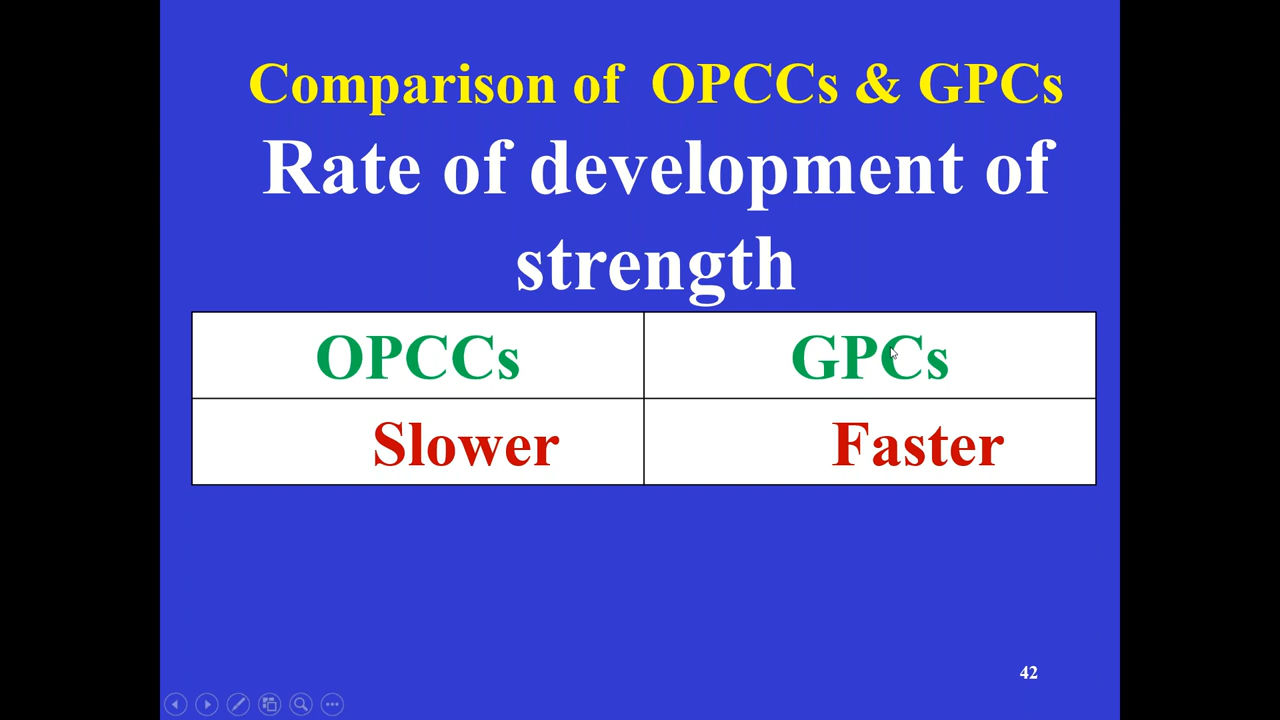 Comparison of OPCCs & GPCs
Rate of development of
strength
OPCCs GPCs
Slower Faster
42